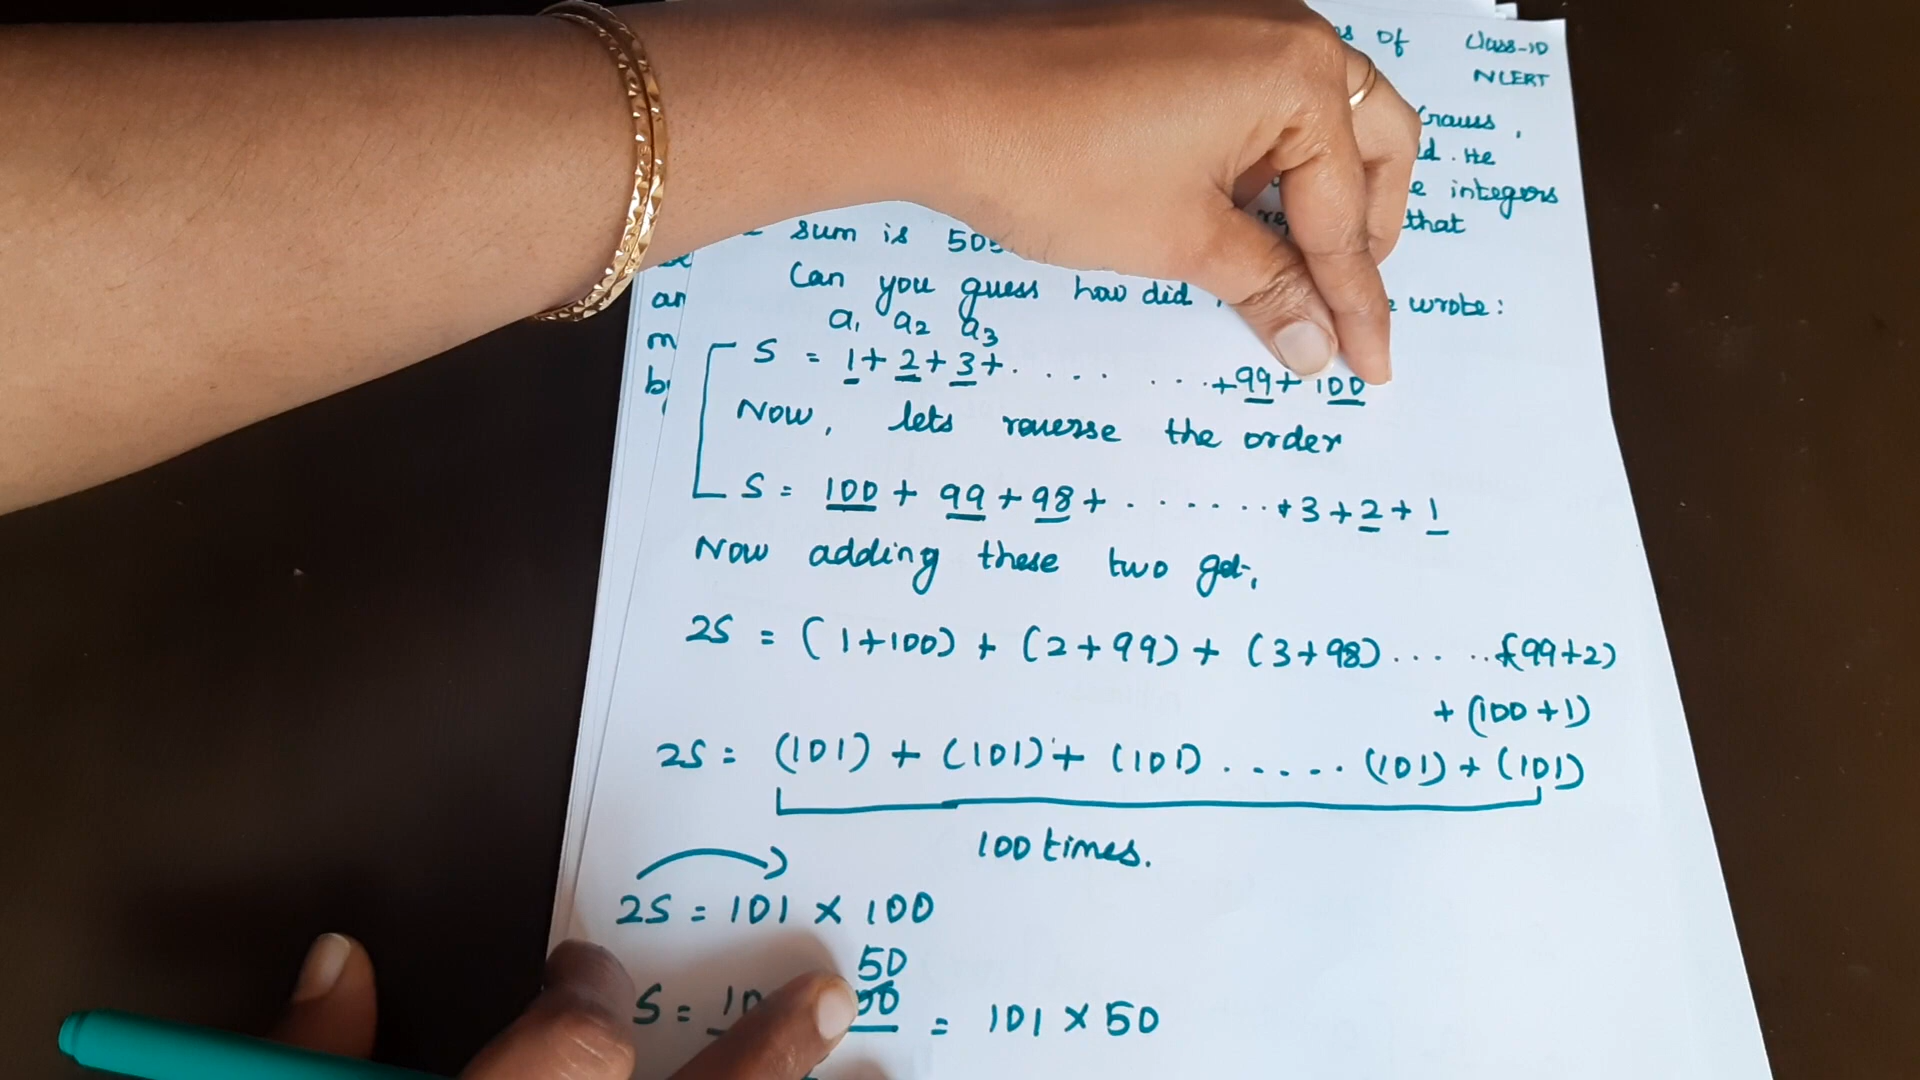 of Class-10
NCERT
Gauss,
He
integers
that
sum is
Can you guess how did wrote:
a1 a2 a3
S = 1+2+3+. . . . . . . +99+ 100
Now, lets reverse the order
S = 100 + 99 + 98 + . . . . . . . + 3 + 2 + 1
Now adding these two get,
2S = (1+100) + (2+99) + (3+98) . . . . . +(99+2)
+ (100 +1)
2S = (101) + (101) + (101) . . . . . . (101) + (101)
100 times.
2S = 101 × 100
50
S = = 101 × 50